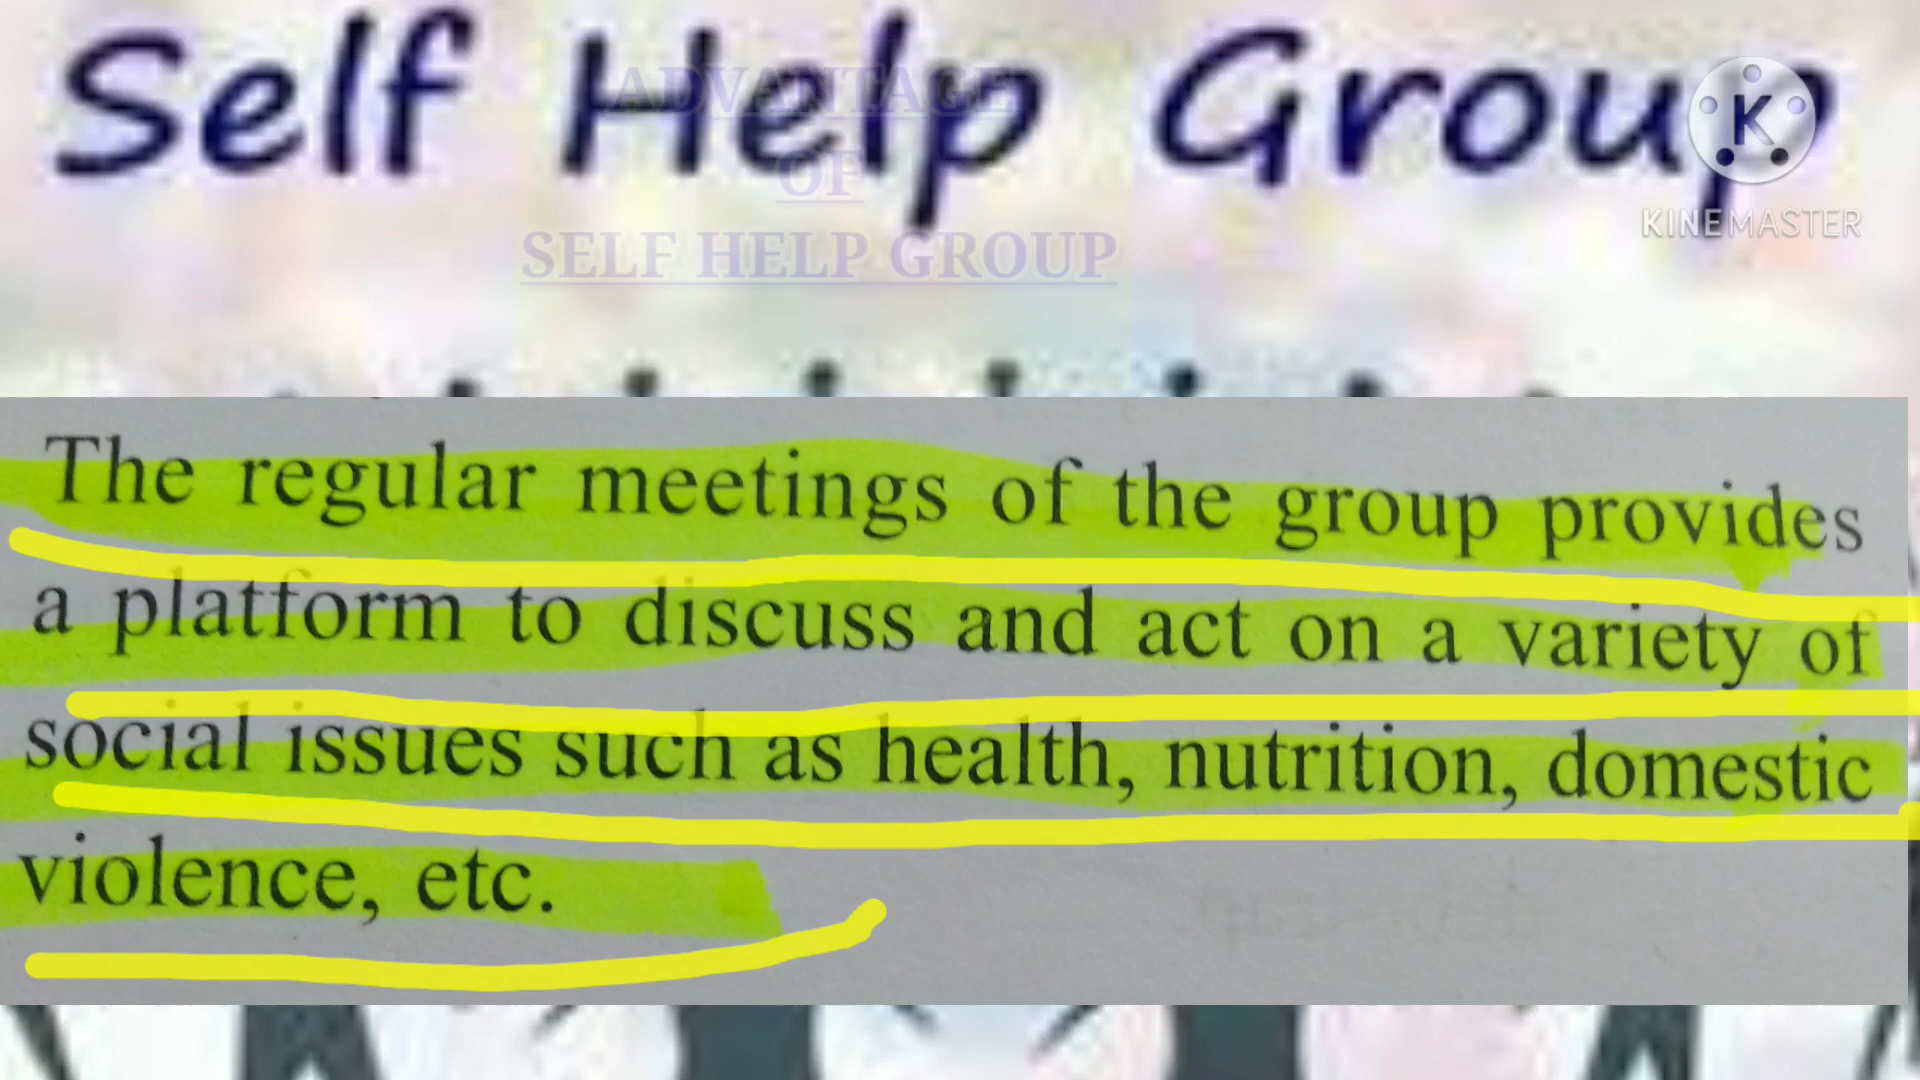 Self Help Group
ADVANTAGE
OF
SELF HELP GROUP
K
KINEMASTER
The regular meetings of the group provides
a platform to discuss and act on a variety of
social issues such as health, nutrition, domestic
violence, etc.